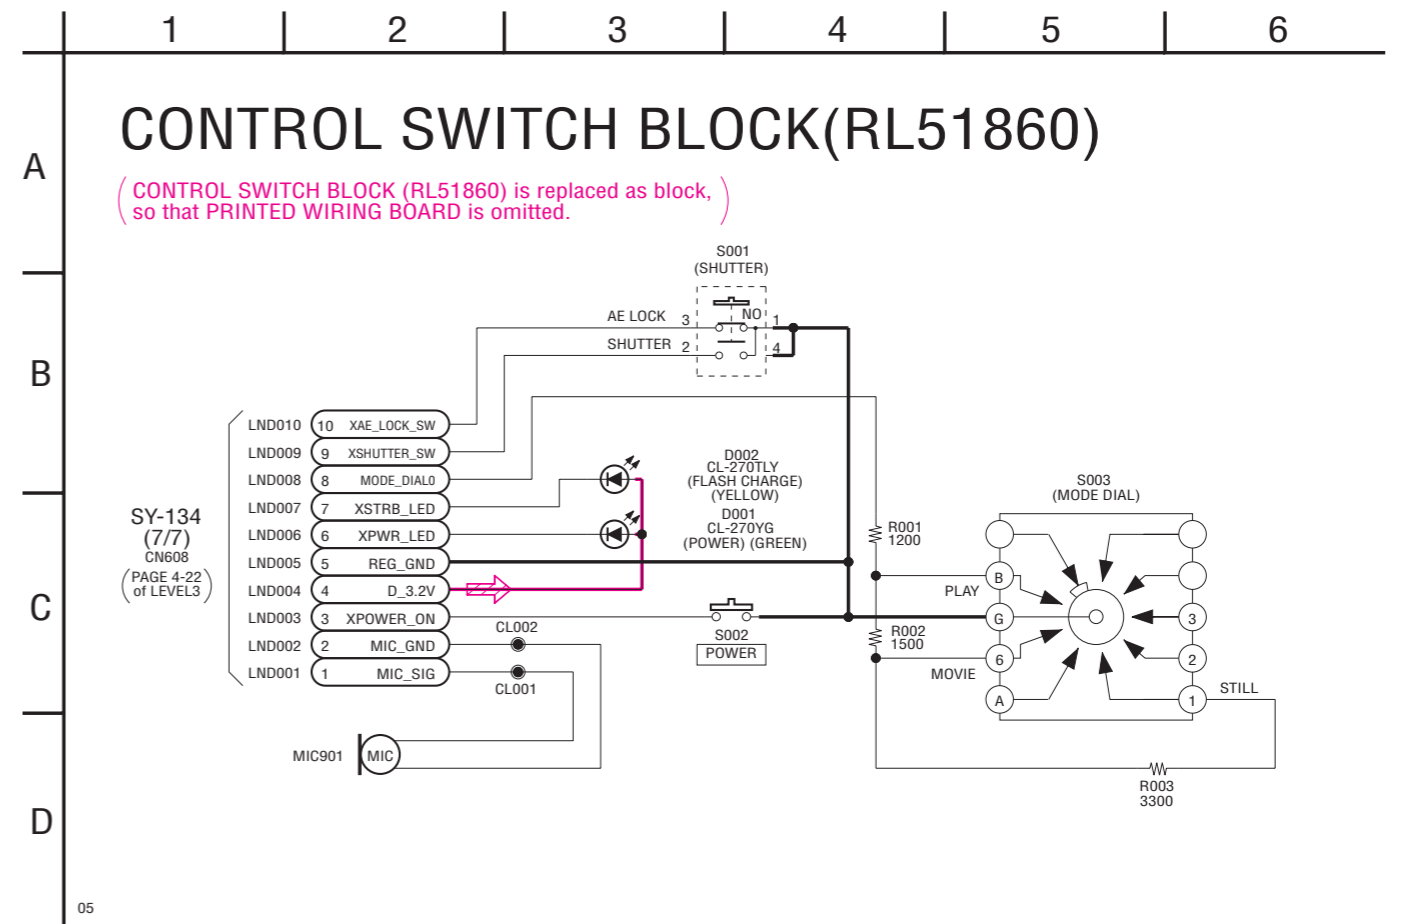 1 2 3 4 5 6
A
B
C
D
CONTROL SWITCH BLOCK(RL51860)
(CONTROL SWITCH BLOCK (RL51860) is replaced as block,
so that PRINTED WIRING BOARD is omitted.)
S001
(SHUTTER)
AE LOCK 3 NO 1
SHUTTER 2 4
LND010 10 XAE_LOCK_SW
LND009 9 XSHUTTER_SW
LND008 8 MODE_DIAL0
LND007 7 XSTRB_LED
LND006 6 XPWR_LED
LND005 5 REG_GND
LND004 4 D_3.2V
LND003 3 XPOWER_ON
LND002 2 MIC_GND
LND001 1 MIC_SIG
SY-134
(7/7)
CN608
(PAGE 4-22
of LEVEL3)
D002
CL-270TLY
(FLASH CHARGE)
(YELLOW)
D001
CL-270YG
(POWER) (GREEN)
R001
1200
R002
1500
CL002
CL001
S002
POWER
S003
(MODE DIAL)
B
PLAY
G
6
MOVIE
A
3
2
1
STILL
MIC901 MIC
R003
3300
05